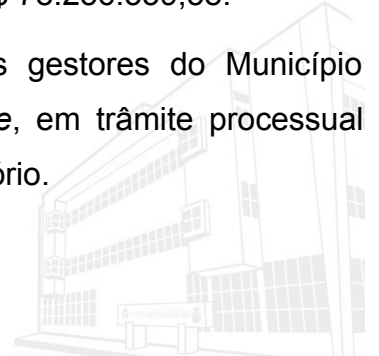 s gestores do Município
e, em trâmite processual
ório.